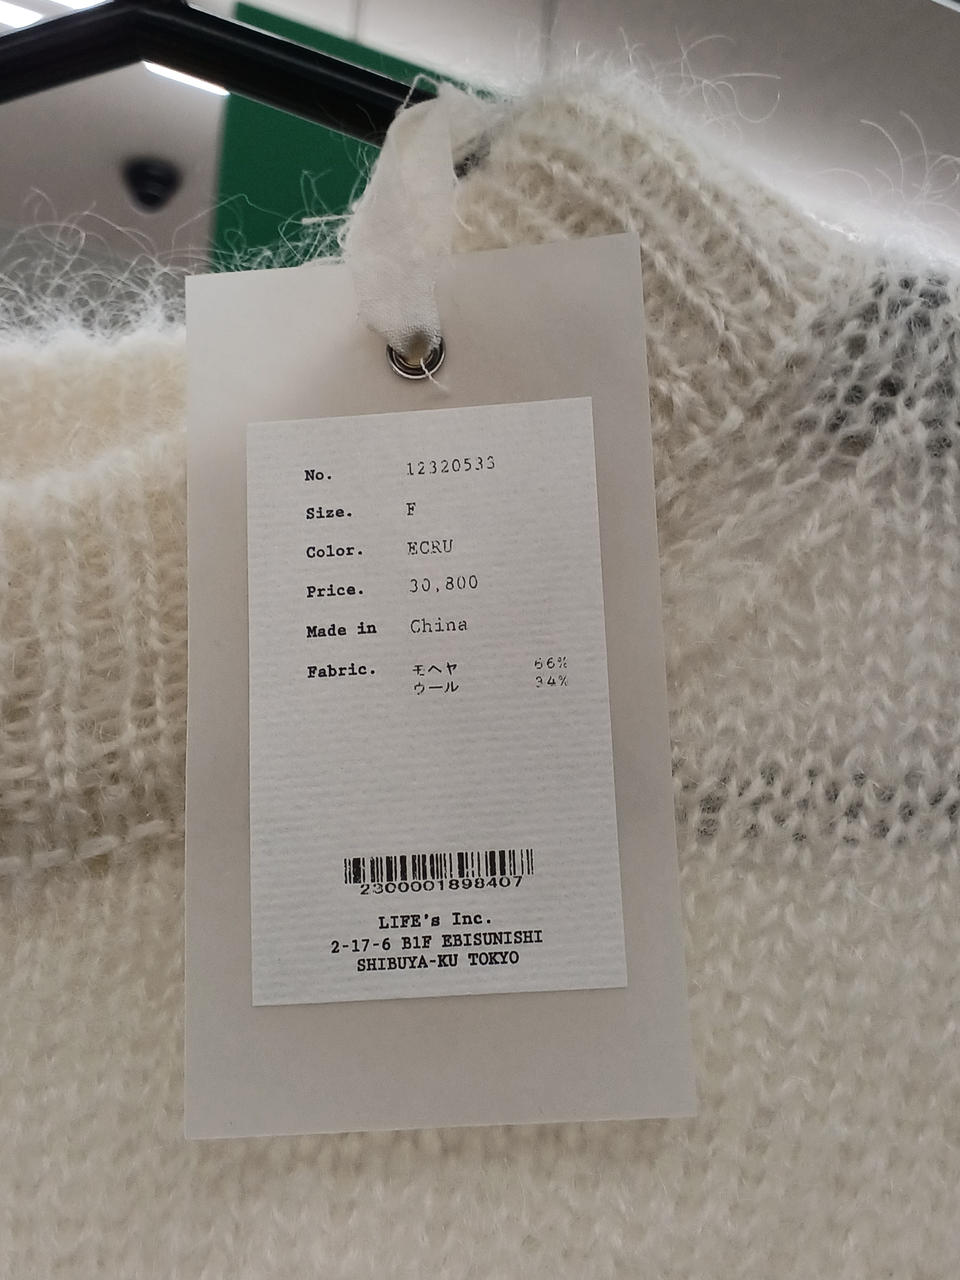 No. 12320533
Size. F
Color. ECRU
Price. 30,800
Made in China
Fabric. モヘヤ 66%
ウール 34%
2300001898407
LIFE's Inc.
2-17-6 B1F EBISUNISHI
SHIBUYA-KU TOKYO